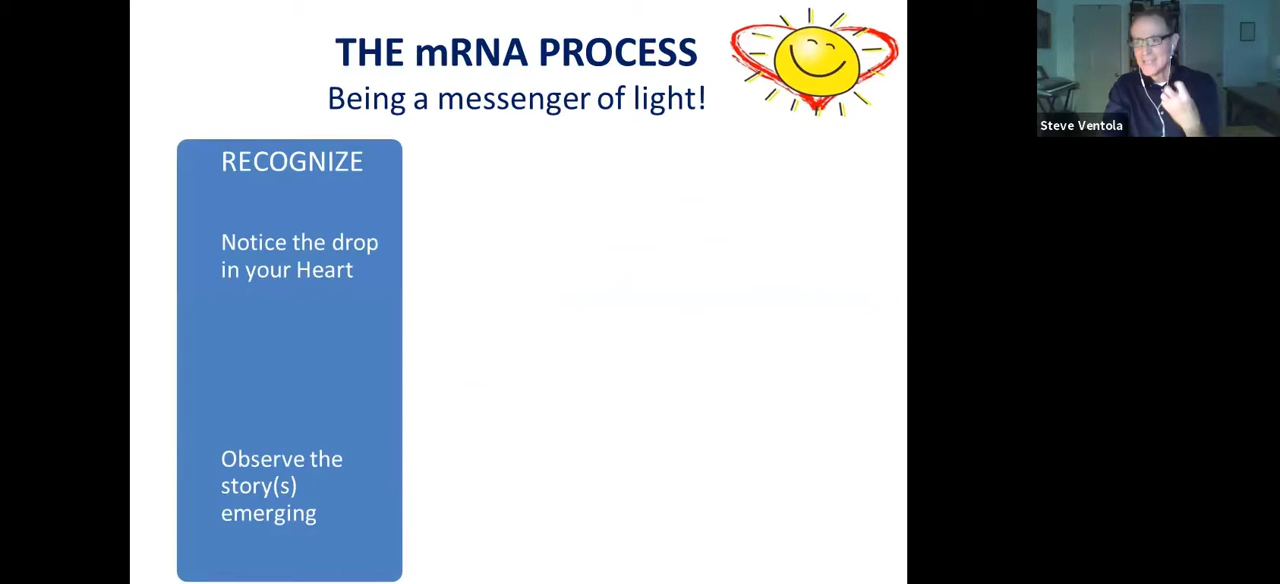 THE mRNA PROCESS
Being a messenger of light!
Steve Ventola
RECOGNIZE
Notice the drop
in your Heart
Observe the
story(s)
emerging